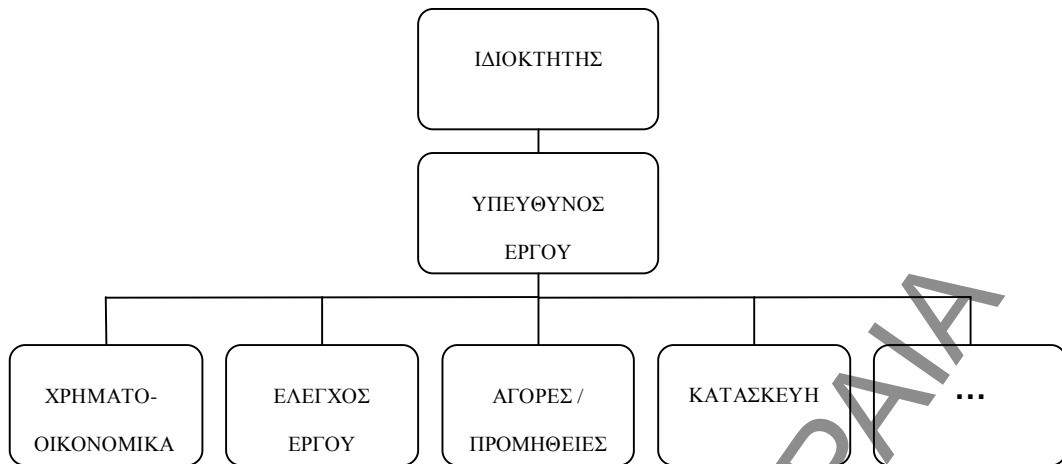 ΙΔΙΟΚΤΗΤΗΣ
ΥΠΕΥΘΥΝΟΣ
ΕΡΓΟΥ
ΧΡΗΜΑΤΟ-
ΟΙΚΟΝΟΜΙΚΑ
ΕΛΕΓΧΟΣ
ΕΡΓΟΥ
ΑΓΟΡΕΣ /
ΠΡΟΜΗΘΕΙΕΣ
ΚΑΤΑΣΚΕΥΗ
...